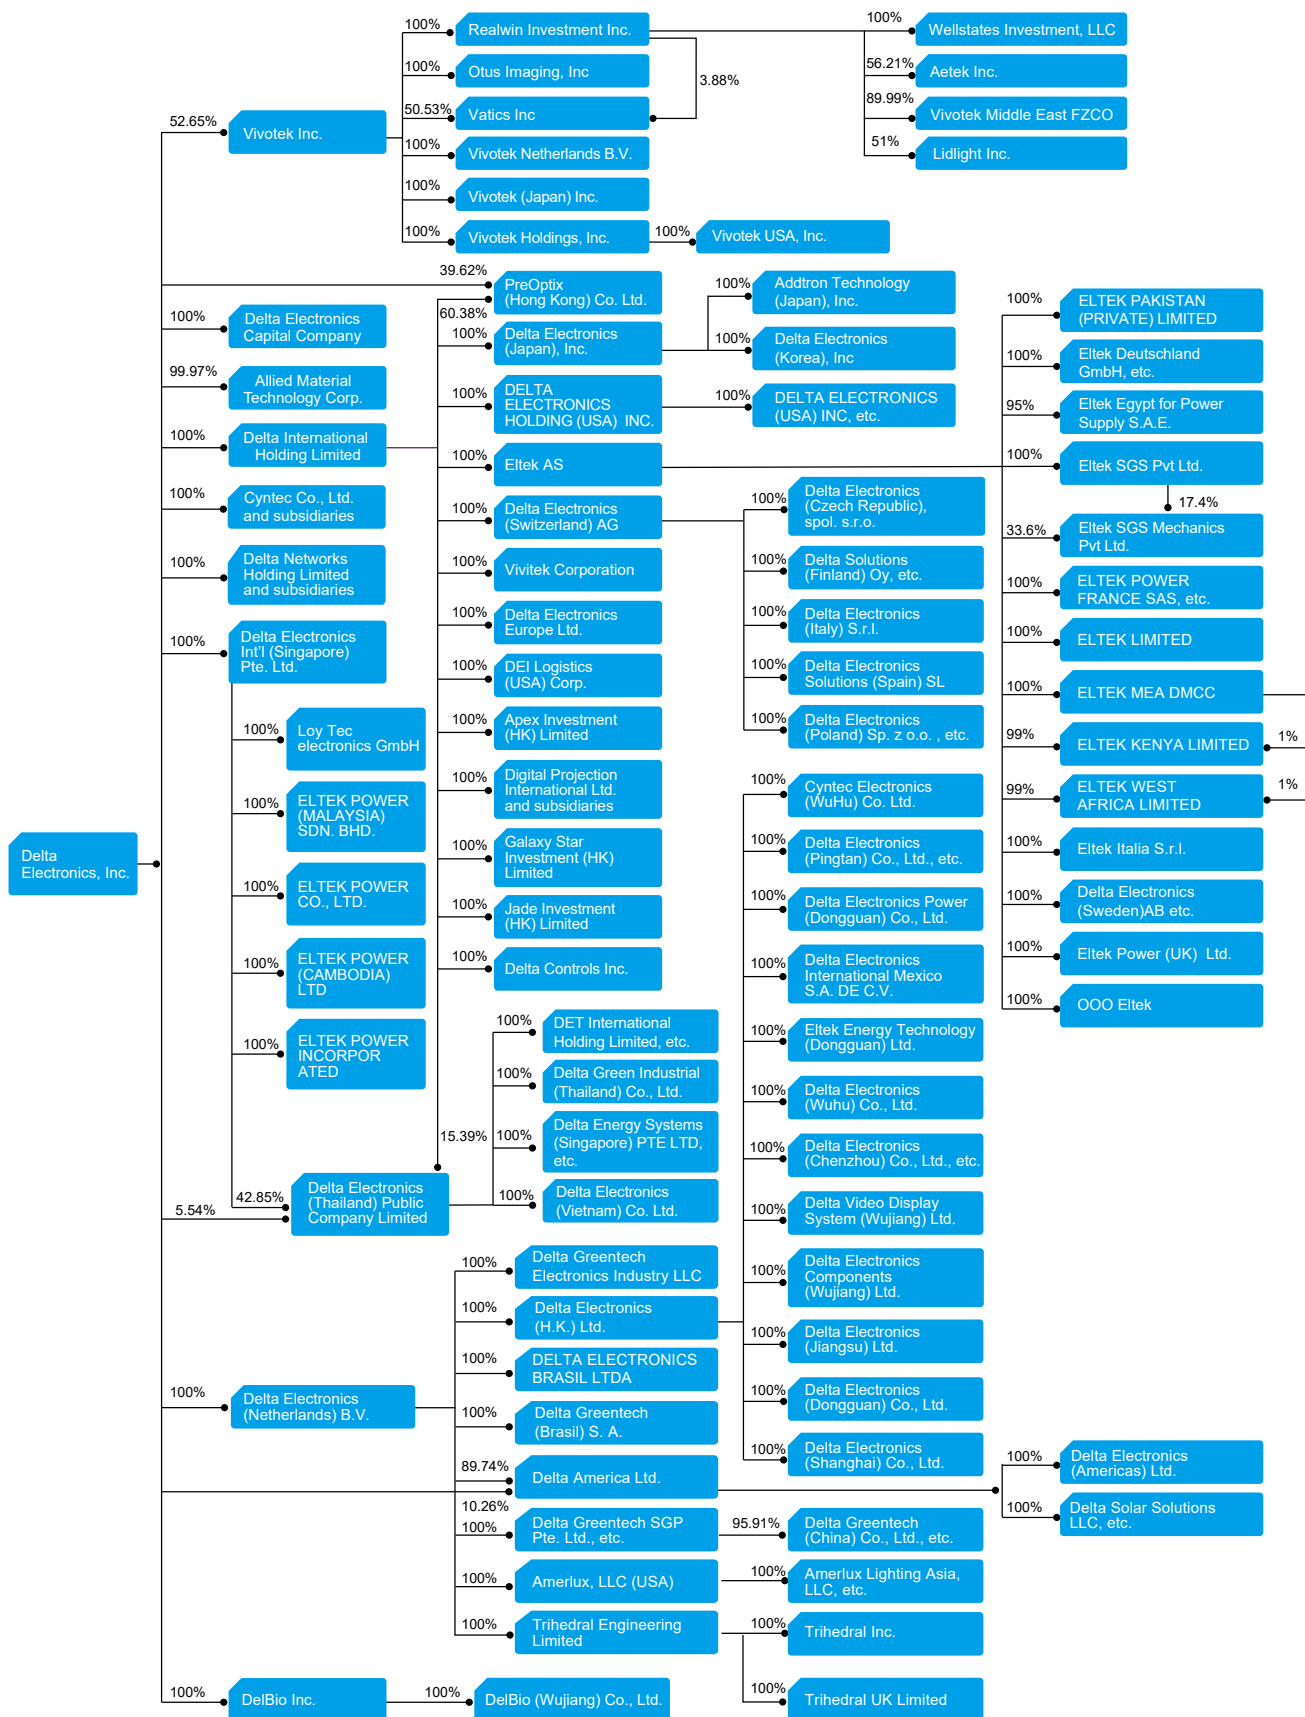 Delta
Electronics, Inc.
52.65%
Vivotek Inc.
100%
Realwin Investment Inc.
100%
Otus Imaging, Inc
50.53%
Vatics Inc
3.88%
100%
Vivotek Netherlands B.V.
100%
Vivotek (Japan) Inc.
100%
Vivotek Holdings, Inc.
100%
Vivotek USA, Inc.
100%
Wellstates Investment, LLC
56.21%
Aetek Inc.
89.99%
Vivotek Middle East FZCO
51%
Lidlight Inc.
39.62%
PreOptix
(Hong Kong) Co. Ltd.
60.38%
100%
Delta Electronics
Capital Company
99.97%
Allied Material
Technology Corp.
100%
Delta International
Holding Limited
100%
Cyntec Co., Ltd.
and subsidiaries
100%
Delta Networks
Holding Limited
and subsidiaries
100%
Delta Electronics
Int'l (Singapore)
Pte. Ltd.
100%
Loy Tec
electronics GmbH
100%
ELTEK POWER
(MALAYSIA)
SDN. BHD.
100%
ELTEK POWER
CO., LTD.
100%
ELTEK POWER
(CAMBODIA)
LTD
100%
ELTEK POWER
INCORPOR
ATED
42.85%
5.54%
Delta Electronics
(Thailand) Public
Company Limited
15.39%
100%
Delta Electronics
(Japan), Inc.
100%
DELTA
ELECTRONICS
HOLDING (USA) INC.
100%
Eltek AS
100%
Delta Electronics
(Switzerland) AG
100%
Vivitek Corporation
100%
Delta Electronics
Europe Ltd.
100%
DEI Logistics
(USA) Corp.
100%
Apex Investment
(HK) Limited
100%
Digital Projection
International Ltd.
and subsidiaries
100%
Galaxy Star
Investment (HK)
Limited
100%
Jade Investment
(HK) Limited
100%
Delta Controls Inc.
100%
DET International
Holding Limited, etc.
100%
Delta Green Industrial
(Thailand) Co., Ltd.
100%
Delta Energy Systems
(Singapore) PTE LTD,
etc.
100%
Delta Electronics
(Vietnam) Co. Ltd.
100%
Addtron Technology
(Japan), Inc.
100%
Delta Electronics
(Korea), Inc
100%
DELTA ELECTRONICS
(USA) INC, etc.
100%
Delta Electronics
(Czech Republic),
spol. s.r.o.
100%
Delta Solutions
(Finland) Oy, etc.
100%
Delta Electronics
(Italy) S.r.l.
100%
Delta Electronics
Solutions (Spain) SL
100%
Delta Electronics
(Poland) Sp. z o.o. , etc.
100%
ELTEK PAKISTAN
(PRIVATE) LIMITED
100%
Eltek Deutschland
GmbH, etc.
95%
Eltek Egypt for Power
Supply S.A.E.
100%
Eltek SGS Pvt Ltd.
17.4%
33.6%
Eltek SGS Mechanics
Pvt Ltd.
100%
ELTEK POWER
FRANCE SAS, etc.
100%
ELTEK LIMITED
100%
ELTEK MEA DMCC
99%
ELTEK KENYA LIMITED
1%
99%
ELTEK WEST
AFRICA LIMITED
1%
100%
Eltek Italia S.r.l.
100%
Delta Electronics
(Sweden)AB etc.
100%
Eltek Power (UK) Ltd.
100%
OOO Eltek
100%
Cyntec Electronics
(WuHu) Co. Ltd.
100%
Delta Electronics
(Pingtan) Co., Ltd., etc.
100%
Delta Electronics Power
(Dongguan) Co., Ltd.
100%
Delta Electronics
International Mexico
S.A. DE C.V.
100%
Eltek Energy Technology
(Dongguan) Ltd.
100%
Delta Electronics
(Wuhu) Co., Ltd.
100%
Delta Electronics
(Chenzhou) Co., Ltd., etc.
100%
Delta Video Display
System (Wujiang) Ltd.
100%
Delta Electronics
Components
(Wujiang) Ltd.
100%
Delta Electronics
(Jiangsu) Ltd.
100%
Delta Electronics
(Dongguan) Co., Ltd.
100%
Delta Electronics
(Shanghai) Co., Ltd.
100%
Delta Electronics
(Netherlands) B.V.
100%
Delta Greentech
Electronics Industry LLC
100%
Delta Electronics
(H.K.) Ltd.
100%
DELTA ELECTRONICS
BRASIL LTDA
100%
Delta Greentech
(Brasil) S. A.
89.74%
Delta America Ltd.
10.26%
100%
Delta Electronics
(Americas) Ltd.
100%
Delta Solar Solutions
LLC, etc.
100%
Delta Greentech SGP
Pte. Ltd., etc.
95.91%
Delta Greentech
(China) Co., Ltd., etc.
100%
Amerlux, LLC (USA)
100%
Amerlux Lighting Asia,
LLC, etc.
100%
Trihedral Engineering
Limited
100%
Trihedral Inc.
100%
Trihedral UK Limited
100%
DelBio Inc.
100%
DelBio (Wujiang) Co., Ltd.